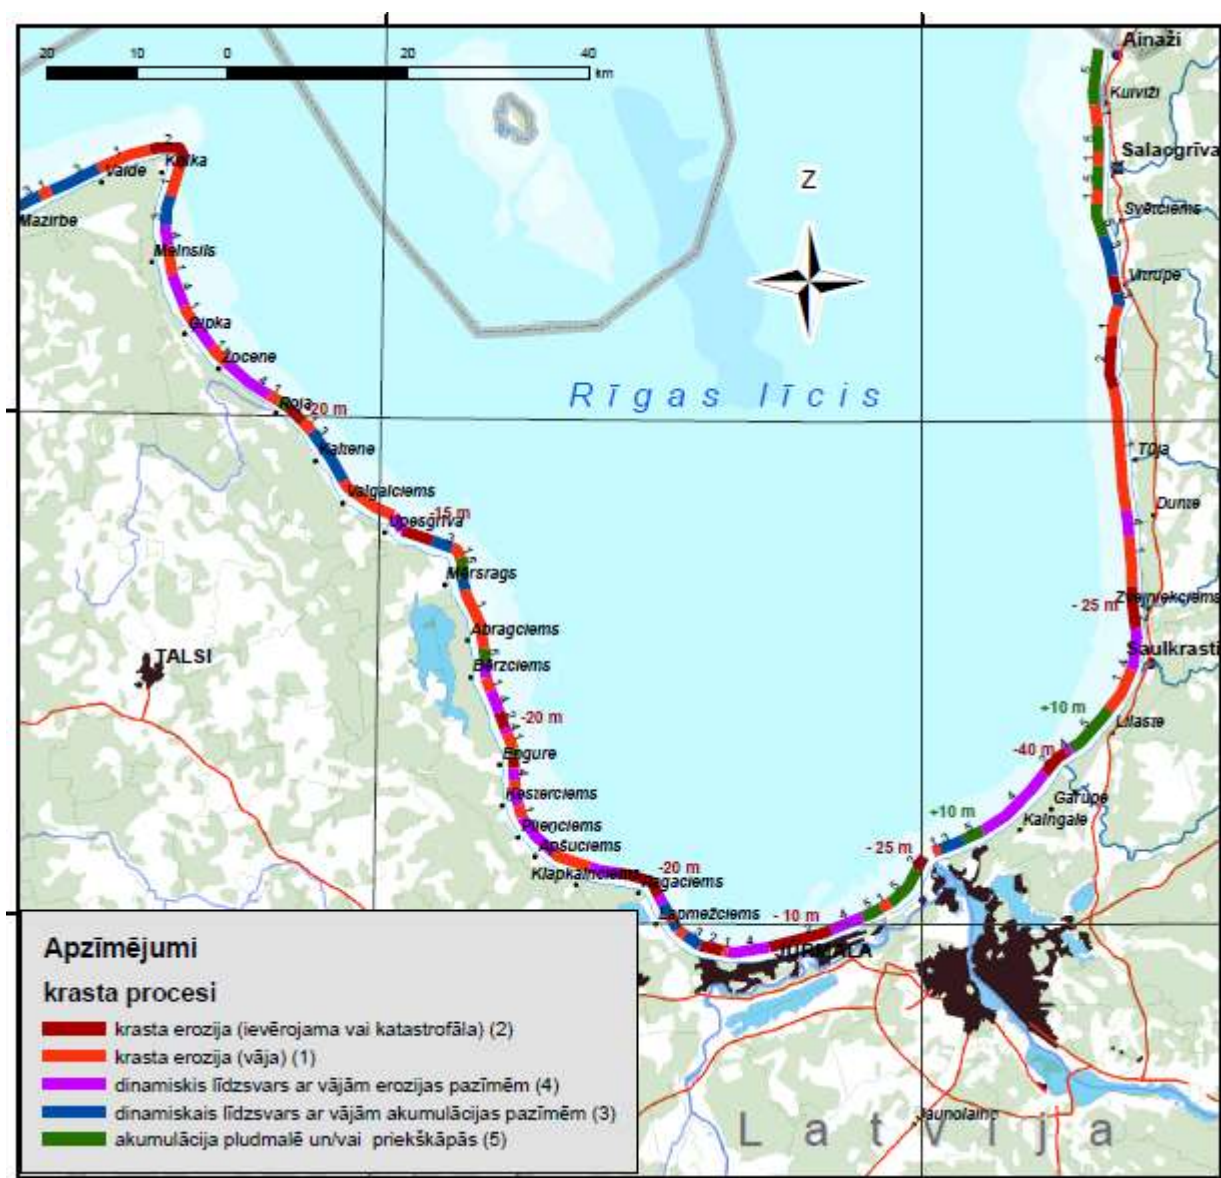 20 10 0 20 40
km
Ainaži
Kuivīži
Kolka
Vaide
Salacgrīva
Z
Mazirbe
Svētciems
Melnsils
Vitrupe
Ģipka
Žocene
Rīgas līcis
Roja
-20 m
Kaltene
Tūja
Valgalciems
Dunte
-15 m
Upesgrīva
Mērsrags
Zvejniekciems
- 25 m
Abragciems
Saulkrasti
TALSI
Bērzciems
+10 m
-20 m
Lilaste
-40 m
Engure
Ķesterciems
Garupe
+10 m
Kalngale
Plieņciems
Apšuciems
- 25 m
-20 m
Klapkalnciems
Ragaciems
Lapmežciems
- 10 m
JŪRMALA
Apzīmējumi
krasta procesi
krasta erozija (ievērojama vai katastrofāla) (2)
krasta erozija (vāja) (1)
dinamiskis līdzsvars ar vājām erozijas pazīmēm (4)
dinamiskais līdzsvars ar vājām akumulācijas pazīmēm (3)
akumulācija pludmalē un/vai priekškāpās (5)
Jaunolaine
Latvija